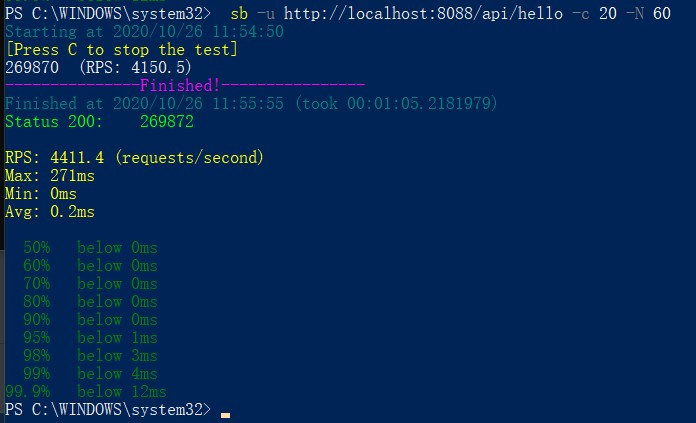 PS C:\WINDOWS\system32>  sb -u http://localhost:8088/api/hello -c 20 -N 60
Starting at 2020/10/26 11:54:50
[Press C to stop the test]
269870  (RPS: 4150.5)
---------------Finished!----------------
Finished at 2020/10/26 11:55:55 (took 00:01:05.2181979)
Status 200:    269872
RPS: 4411.4 (requests/second)
Max: 271ms
Min: 0ms
Avg: 0.2ms
50%   below 0ms
60%   below 0ms
70%   below 0ms
80%   below 0ms
90%   below 0ms
95%   below 1ms
98%   below 3ms
99%   below 4ms
99.9%   below 12ms
PS C:\WINDOWS\system32>